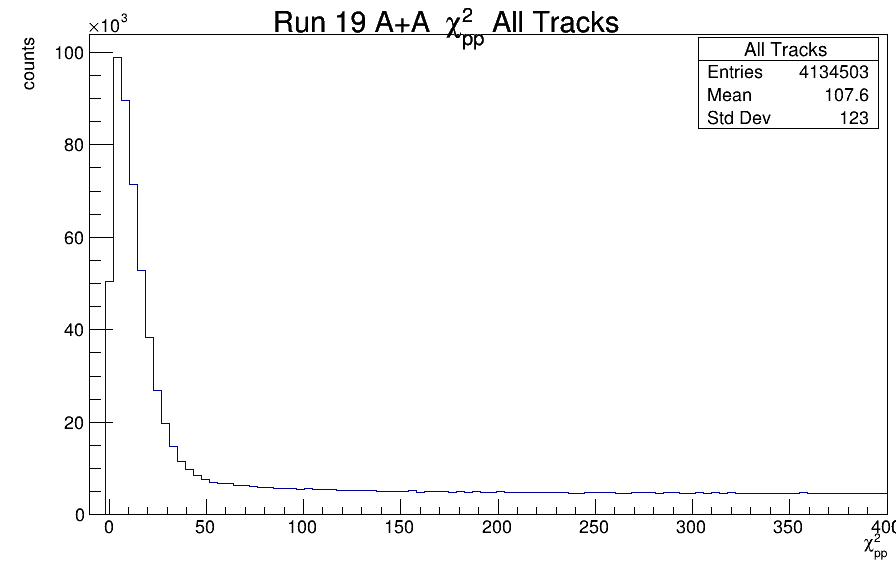 Run 19 A+A χ²pp All Tracks
×10³
counts
All Tracks
Entries 4134503
Mean 107.6
Std Dev 123
100
80
60
40
20
0
0 50 100 150 200 250 300 350 400
χ²pp